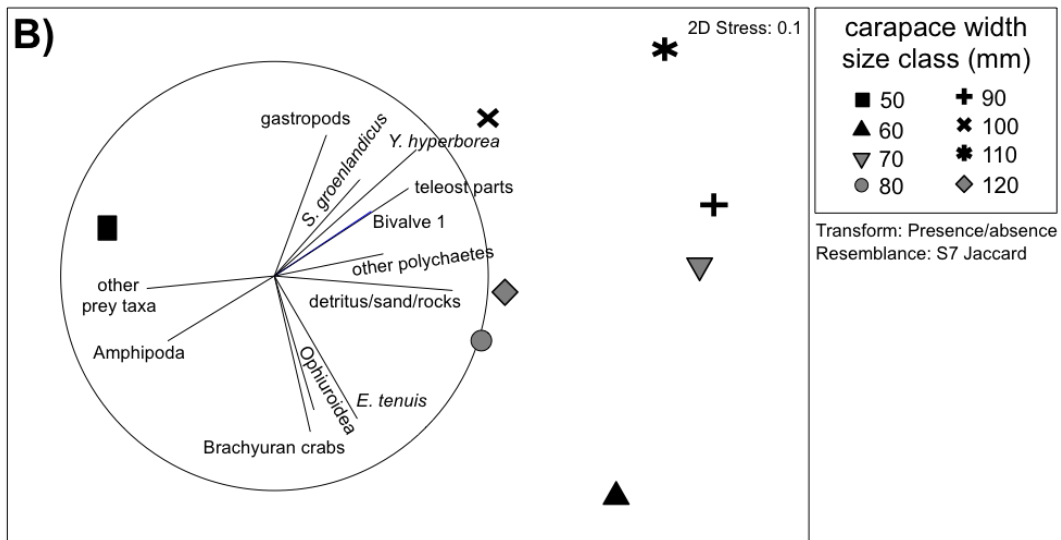 B)
2D Stress: 0.1
gastropods
S. groenlandicus
Y. hyperborea
teleost parts
Bivalve 1
other polychaetes
detritus/sand/rocks
other
prey taxa
Amphipoda
Ophiuroidea
E. tenuis
Brachyuran crabs
carapace width
size class (mm)
50
90
60
100
70
110
80
120
Transform: Presence/absence
Resemblance: S7 Jaccard